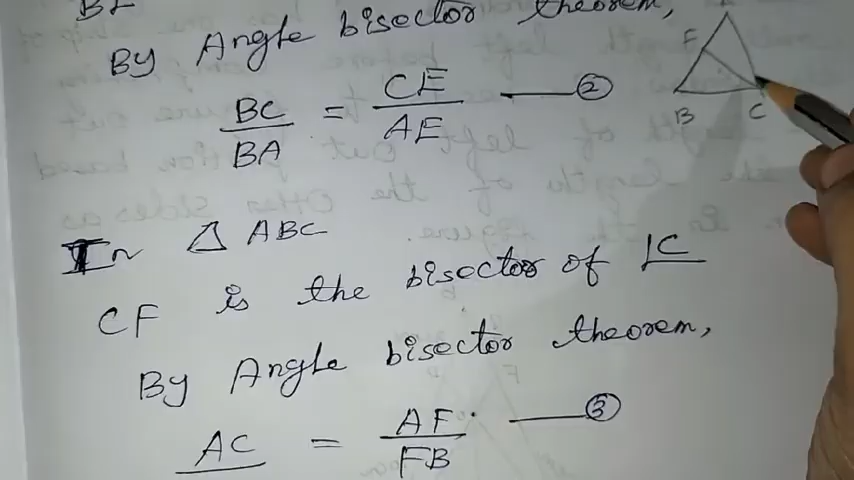 BE
By Angle bisector theorem,
F
BC/BA = CE/AE ②
B C
In △ ABC
CF is the bisector of ∠C
By Angle bisector theorem,
AC = AF/FB ③